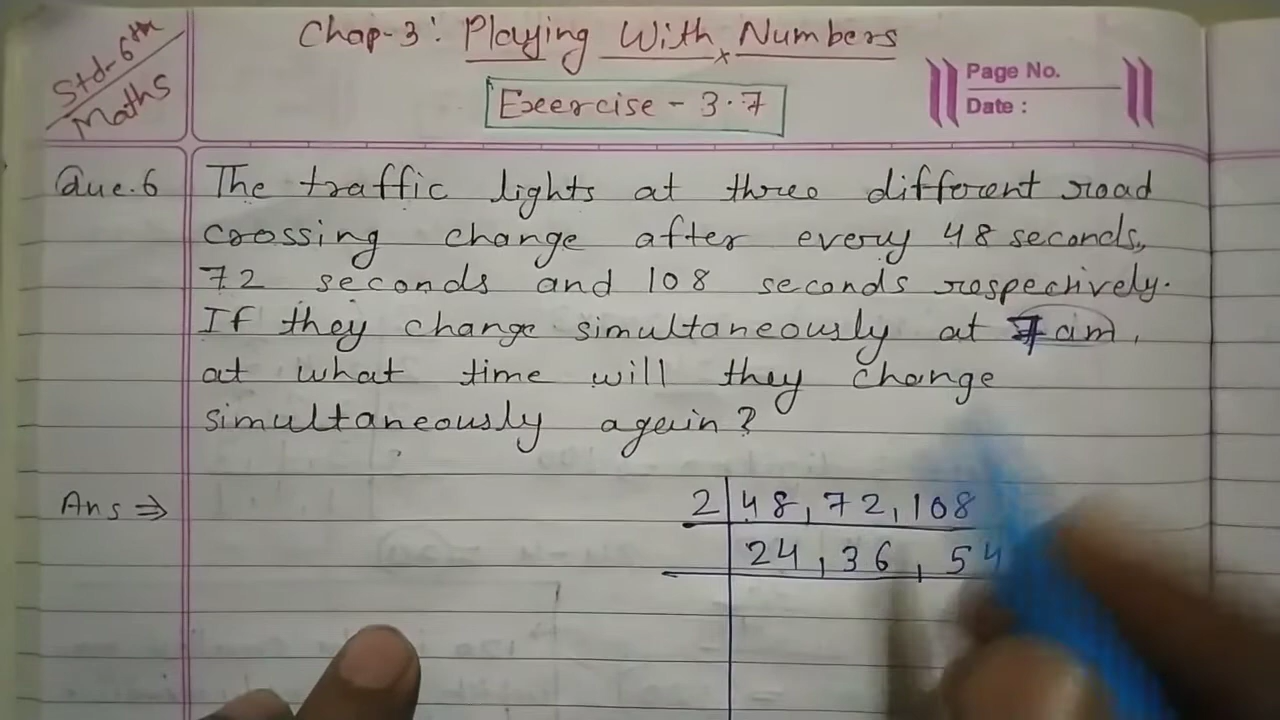 Std-6th
Maths
Chap-3: Playing With Numbers
Exercise - 3.7
Page No.
Date :
Que.6 The traffic lights at three different road
crossing change after every 48 seconds,
72 seconds and 108 seconds respectively.
If they change simultaneously at 7 am,
at what time will they change
simultaneously again?
Ans ⇒
2 | 48, 72, 108
24, 36, 54